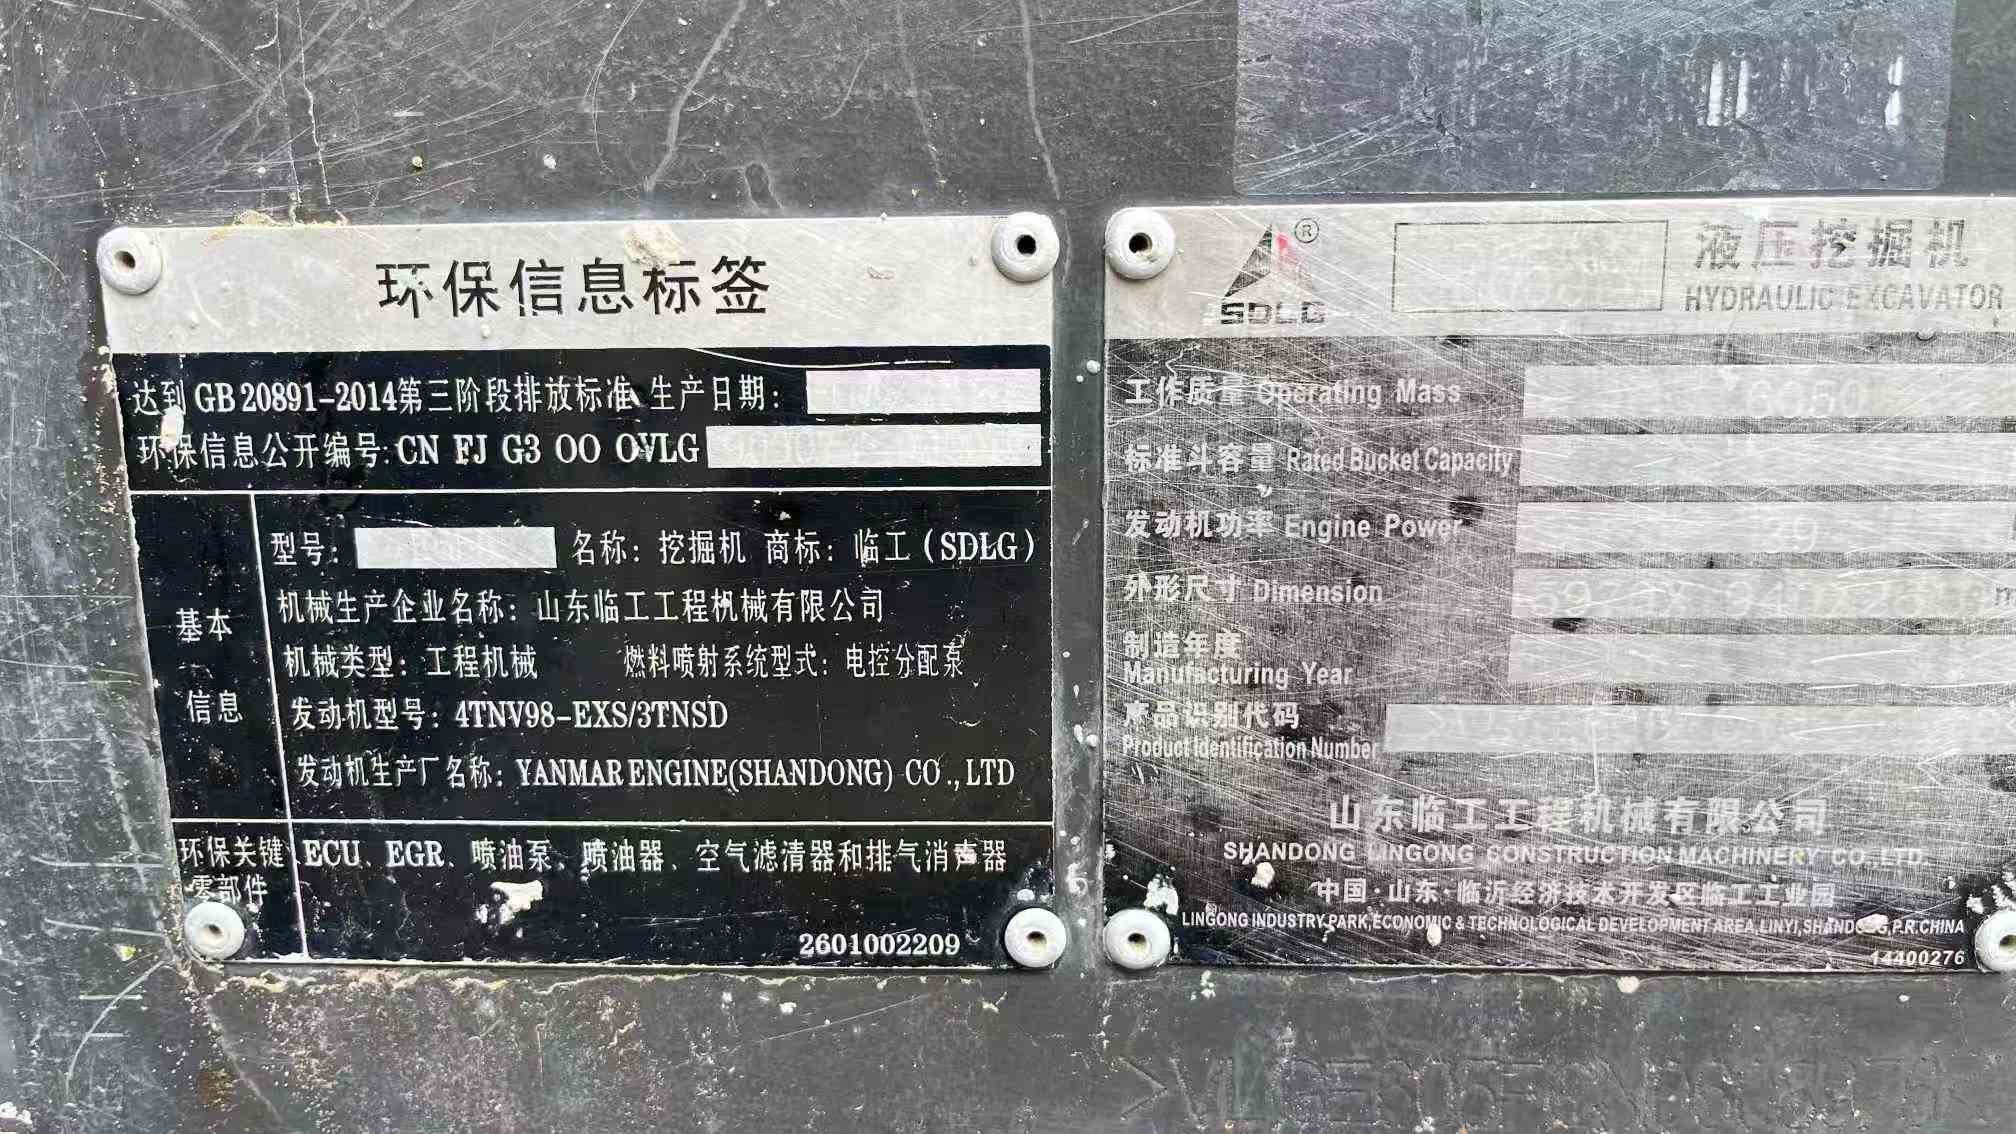 环保信息标签
达到 GB 20891-2014第三阶段排放标准 生产日期:
环保信息公开编号: CN FJ G3 OO OVLG
基本信息
型号: 名称: 挖掘机 商标: 临工 (SDLG)
机械生产企业名称: 山东临工工程机械有限公司
机械类型: 工程机械 燃料喷射系统型式: 电控分配泵
发动机型号: 4TNV98-EXS/3TNSD
发动机生产厂名称: YANMAR ENGINE(SHANDONG) CO.,LTD
环保关键零部件
ECU、EGR、喷油泵、喷油器、空气滤清器和排气消声器
2601002209
SDLG ®
液压挖掘机
HYDRAULIC EXCAVATOR
工作质量 Operating Mass
标准斗容量 Rated Bucket Capacity
发动机功率 Engine Power
外形尺寸 Dimension
制造年度
Manufacturing Year
产品识别代码
Product Identification Number
山东临工工程机械有限公司
SHANDONG LINGONG CONSTRUCTION MACHINERY CO.,LTD.
中国·山东·临沂经济技术开发区临工工业园
LINGONG INDUSTRY PARK,ECONOMIC & TECHNOLOGICAL DEVELOPMENT AREA,LINYI,SHANDONG,P.R.CHINA
14400276